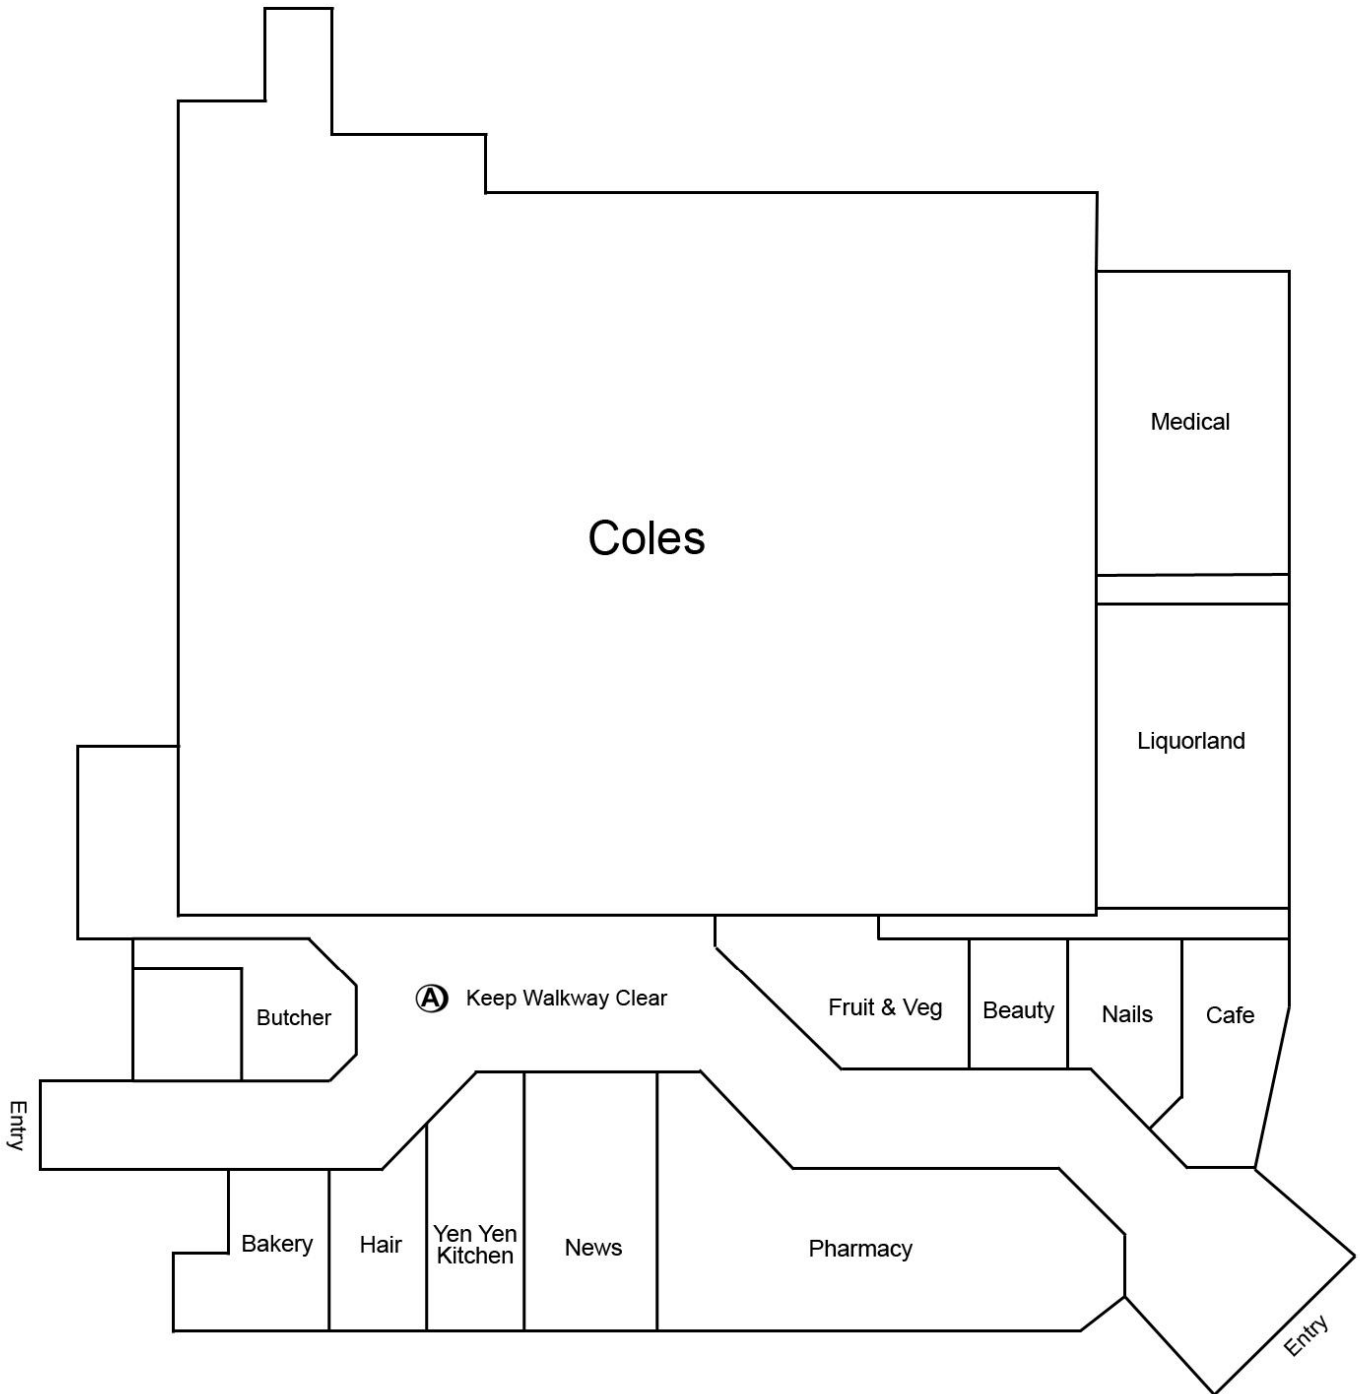 Medical
Coles
Liquorland
A Keep Walkway Clear
Butcher
Fruit & Veg
Beauty
Nails
Cafe
Entry
Bakery
Hair
Yen Yen
Kitchen
News
Pharmacy
Entry